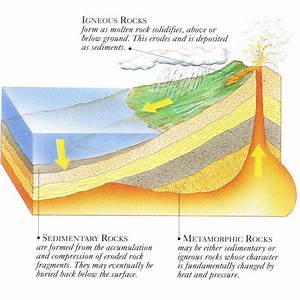 IGNEOUS ROCKS
form as molten rock solidifies, above or
below ground. This erodes and is deposited
as sediments. •
• SEDIMENTARY ROCKS
are formed from the accumulation
and compression of eroded rock
fragments. They may eventually be
buried back below the surface.
• METAMORPHIC ROCKS
may be either sedimentary or
igneous rocks whose character
is fundamentally changed by
heat and pressure.